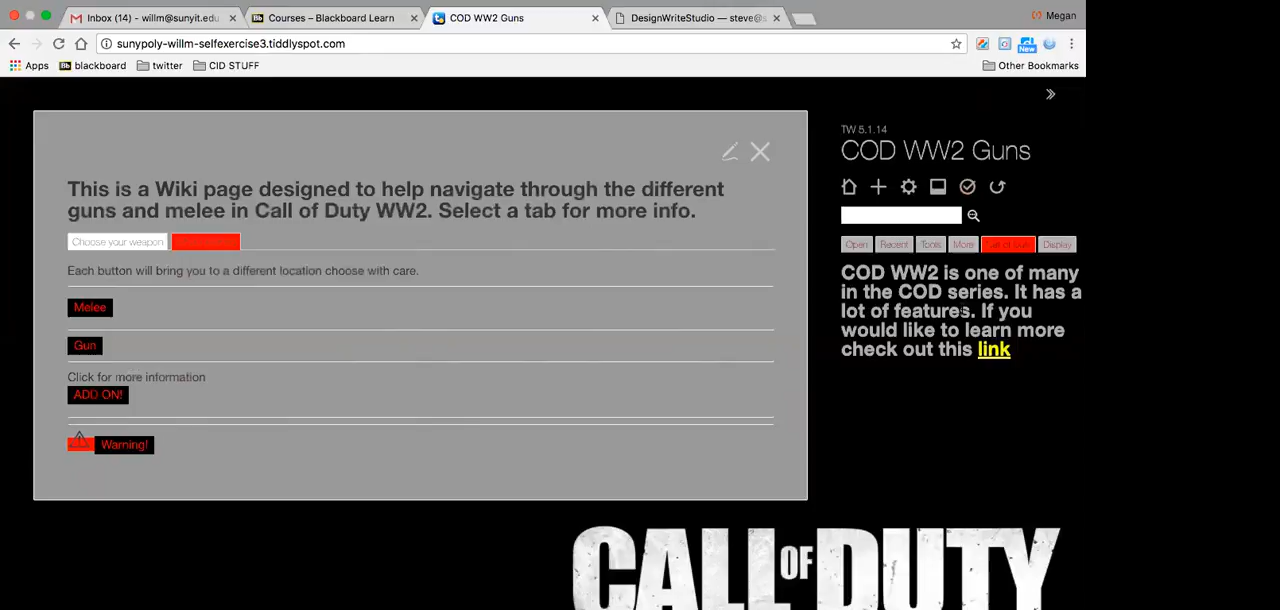 Inbox (14) - willm@sunyit.edu
Courses – Blackboard Learn
COD WW2 Guns
DesignWriteStudio — steve@s
Megan
sunypoly-willm-selfexercise3.tiddlyspot.com
New
Apps
Bb blackboard
twitter
CID STUFF
Other Bookmarks
This is a Wiki page designed to help navigate through the different
guns and melee in Call of Duty WW2. Select a tab for more info.
Choose your weapon
Each button will bring you to a different location choose with care.
Melee
Gun
Click for more information
ADD ON!
Warning!
TW 5.1.14
COD WW2 Guns
Open Recent Tools More Call of Duty Display
COD WW2 is one of many
in the COD series. It has a
lot of features. If you
would like to learn more
check out this link
CALL OF DUTY